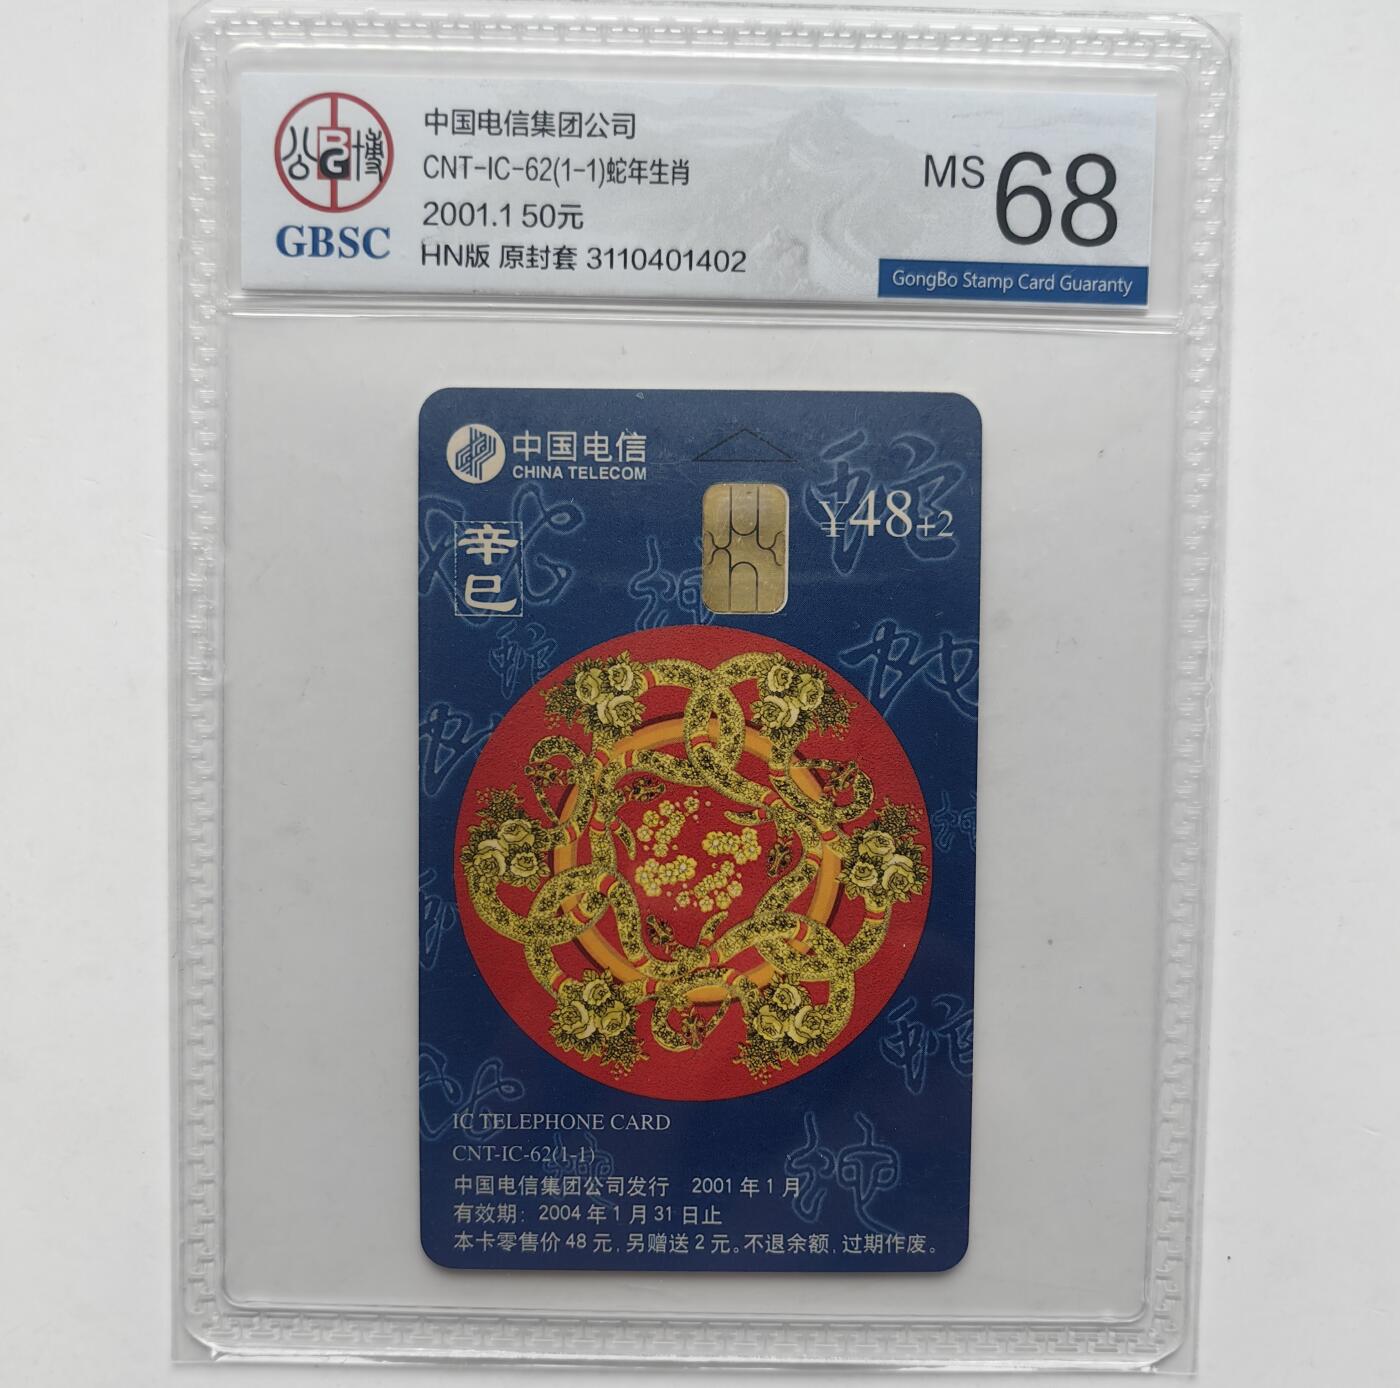 公博
BG
GBSC
中国电信集团公司
CNT-IC-62(1-1)蛇年生肖
2001.1 50元
HN版 原封套 3110401402
MS 68
GongBo Stamp Card Guaranty
中国电信
CHINA TELECOM
¥48+2
辛巳
IC TELEPHONE CARD
CNT-IC-62(1-1)
中国电信集团公司发行 2001年1月
有效期：2004年1月31日止
本卡零售价48元，另赠送2元。不退余额，过期作废。